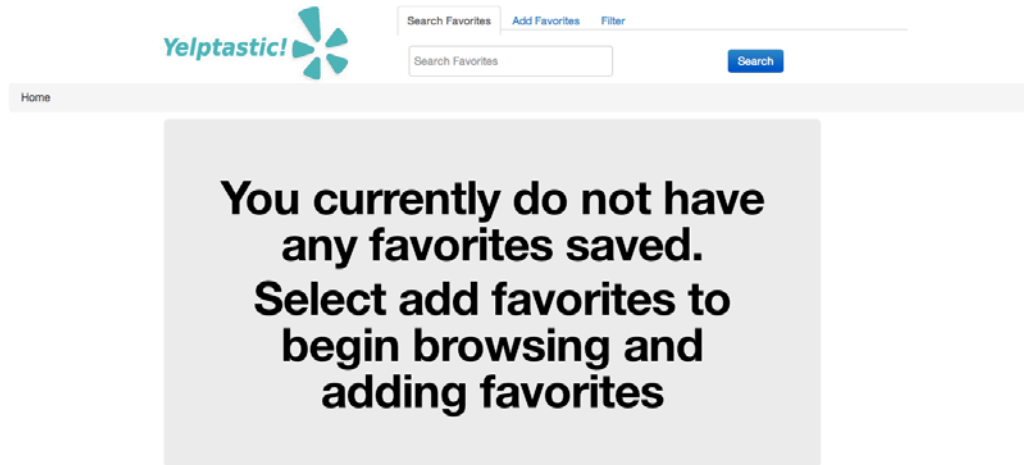 Yelptastic!
Search Favorites Add Favorites Filter
Search Favorites Search
Home
You currently do not have
any favorites saved.
Select add favorites to
begin browsing and
adding favorites